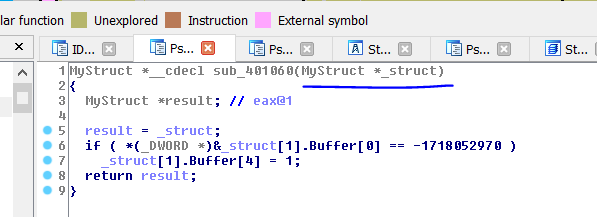 lar function Unexplored Instruction External symbol
ID... Ps... Ps... A St... Ps... St...
1 MyStruct *__cdecl sub_401060(MyStruct *_struct)
2 {
3 MyStruct *result; // eax@1
4
5 result = _struct;
6 if ( *(_DWORD *)&_struct[1].Buffer[0] == -1718052970 )
7 _struct[1].Buffer[4] = 1;
8 return result;
9 }